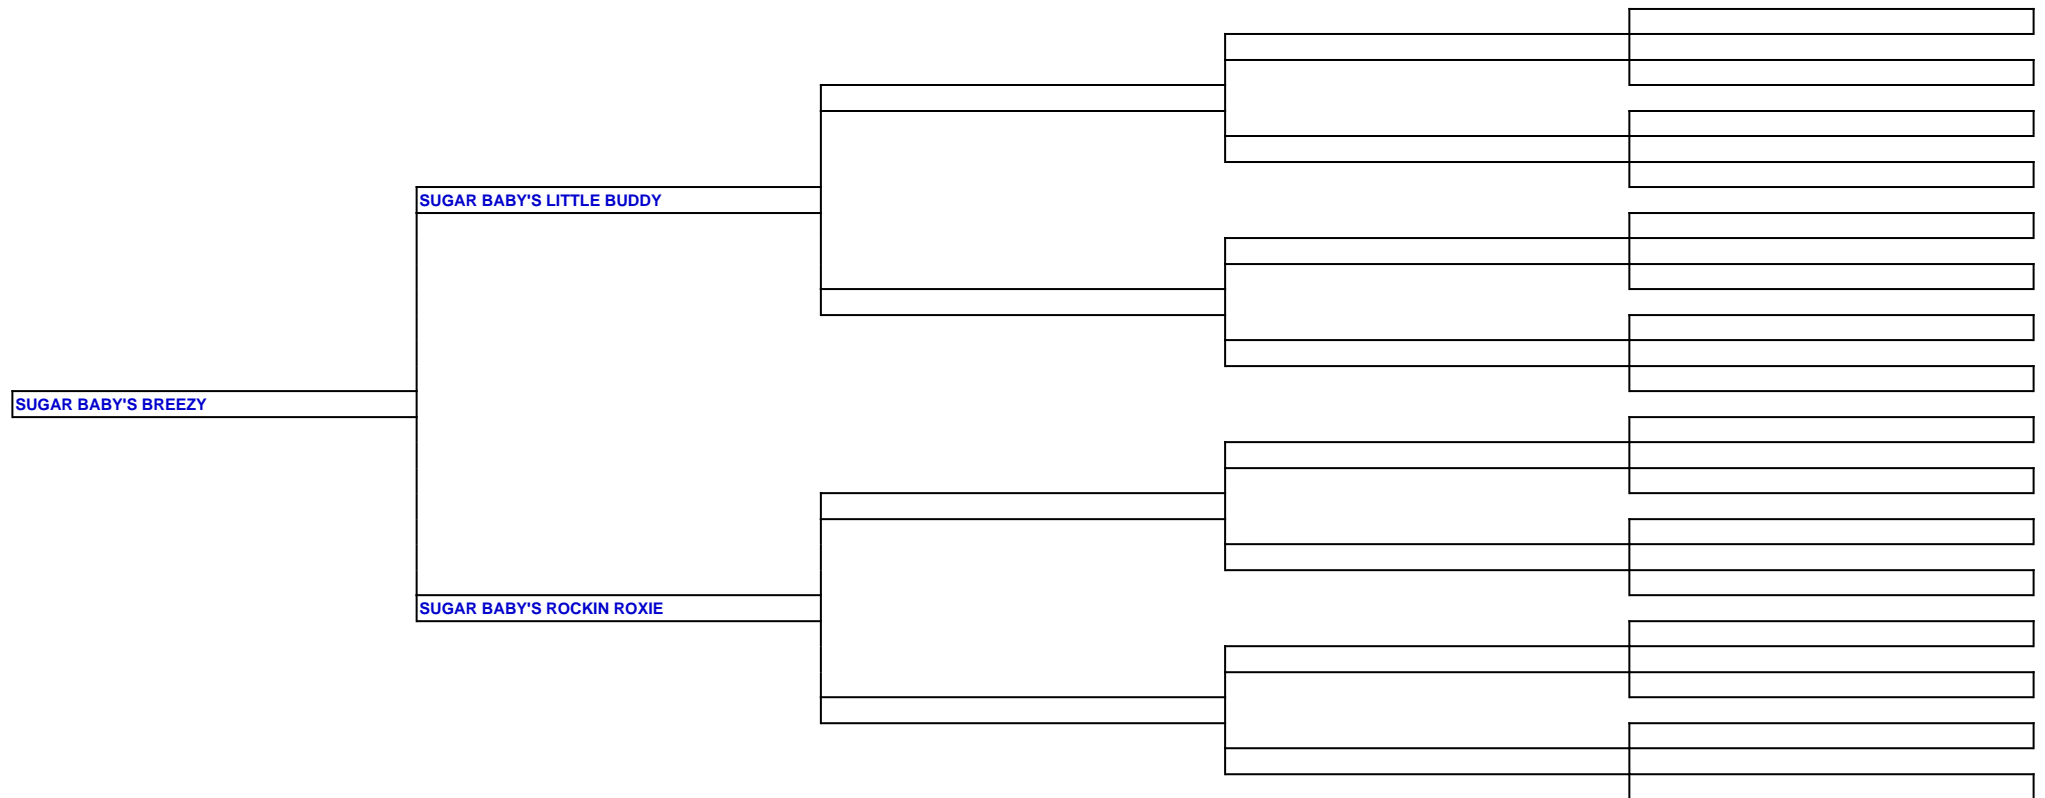 SUGAR BABY'S LITTLE BUDDY
SUGAR BABY'S BREEZY
SUGAR BABY'S ROCKIN ROXIE